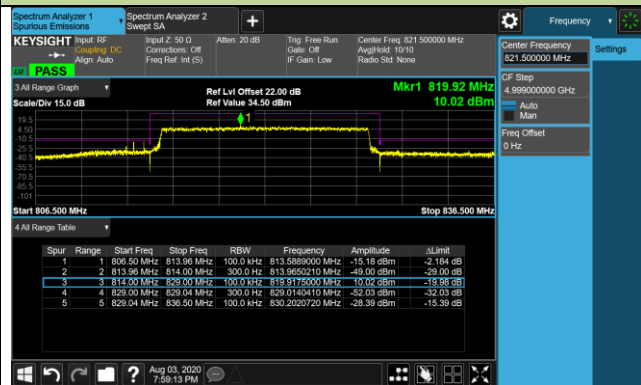 Spectrum Analyzer 1
Spurious Emissions
Spectrum Analyzer 2
Swept SA
Frequency
KEYSIGHT
Input: RF
Coupling: DC
Align: Auto
Input Z: 50 Ω
Corrections: Off
Freq Ref: Int (S)
Atten: 20 dB
Trig: Free Run
Gate: Off
IF Gain: Low
Center Freq: 821.500000 MHz
Avg|Hold: 10/10
Radio Std: None
PASS
Center Frequency
821.500000 MHz
Settings
CF Step
4.999000000 GHz
Auto
Man
Freq Offset
0 Hz
3 All Range Graph
Scale/Div 15.0 dB
Ref Lvl Offset 22.00 dB
Ref Value 34.50 dBm
Mkr1 819.92 MHz
10.02 dBm
1
19.5
4.50
-10.5
-25.5
-40.5
-55.5
-70.5
-85.5
-101
Start 806.500 MHz
Stop 836.500 MHz
4 All Range Table
Spur Range Start Freq Stop Freq RBW Frequency Amplitude ΔLimit
1 1 806.50 MHz 813.96 MHz 100.0 kHz 813.5889000 MHz -15.18 dBm -2.184 dB
2 2 813.96 MHz 814.00 MHz 300.0 Hz 813.9650210 MHz -49.00 dBm -29.00 dB
3 3 814.00 MHz 829.00 MHz 100.0 kHz 819.9175000 MHz 10.02 dBm -19.98 dB
4 4 829.00 MHz 829.04 MHz 300.0 Hz 829.0140410 MHz -52.03 dBm -32.03 dB
5 5 829.04 MHz 836.50 MHz 100.0 kHz 830.2020720 MHz -28.39 dBm -15.39 dB
Aug 03, 2020
7:59:13 PM